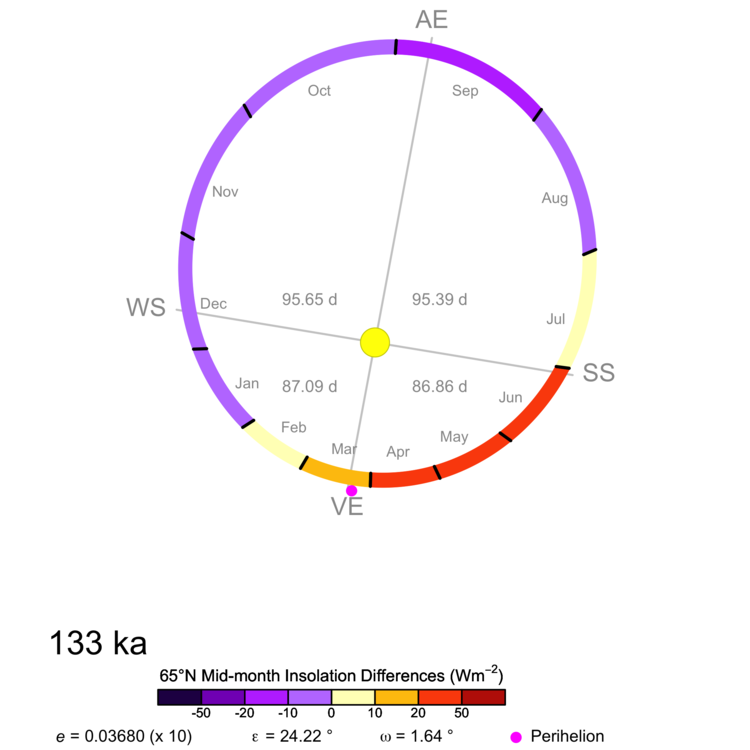 AE
Oct
Sep
Nov
Aug
95.65 d
95.39 d
WS
Dec
Jul
SS
Jan
87.09 d
86.86 d
Jun
Feb
May
Mar
Apr
VE
133 ka
65°N Mid-month Insolation Differences (Wm⁻²)
-50 -20 -10 0 10 20 50
e = 0.03680 (x 10) ε = 24.22 ° ω = 1.64 ° Perihelion